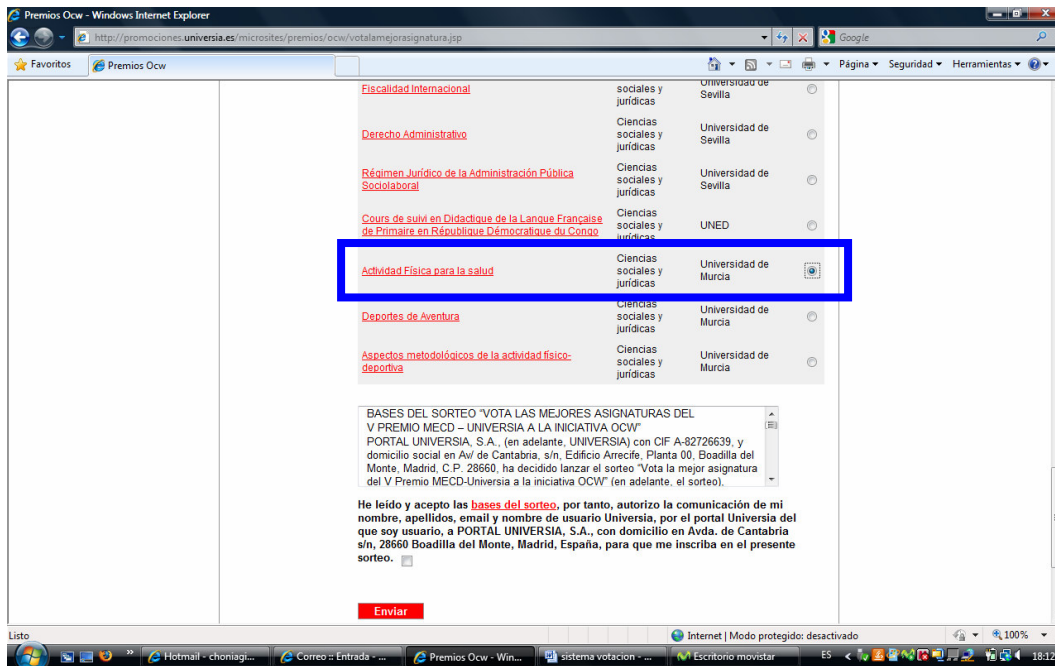 Premios Ocw - Windows Internet Explorer
http://promociones.universia.es/microsites/premios/ocw/votalamejorasignatura.jsp
Google
Favoritos
Premios Ocw
Página
Seguridad
Herramientas
Fiscalidad Internacional
sociales y
jurídicas
Universidad de
Sevilla
Derecho Administrativo
Ciencias
sociales y
jurídicas
Universidad de
Sevilla
Régimen Jurídico de la Administración Pública
Sociolaboral
Ciencias
sociales y
jurídicas
Universidad de
Sevilla
Cours de suivi en Didactique de la Langue Française
de Primaire en République Démocratique du Congo
Ciencias
sociales y
jurídicas
UNED
Actividad Física para la salud
Ciencias
sociales y
jurídicas
Universidad de
Murcia
Deportes de Aventura
Ciencias
sociales y
jurídicas
Universidad de
Murcia
Aspectos metodológicos de la actividad físico-
deportiva
Ciencias
sociales y
jurídicas
Universidad de
Murcia
BASES DEL SORTEO "VOTA LAS MEJORES ASIGNATURAS DEL
V PREMIO MECD – UNIVERSIA A LA INICIATIVA OCW"
PORTAL UNIVERSIA, S.A., (en adelante, UNIVERSIA) con CIF A-82726639, y
domicilio social en Av/ de Cantabria, s/n, Edificio Arrecife, Planta 00, Boadilla del
Monte, Madrid, C.P. 28660, ha decidido lanzar el sorteo "Vota la mejor asignatura
del V Premio MECD-Universia a la iniciativa OCW" (en adelante, el sorteo).
He leído y acepto las bases del sorteo, por tanto, autorizo la comunicación de mi
nombre, apellidos, email y nombre de usuario Universia, por el portal Universia del
que soy usuario, a PORTAL UNIVERSIA, S.A., con domicilio en Avda. de Cantabria
s/n, 28660 Boadilla del Monte, Madrid, España, para que me inscriba en el presente
sorteo.
Enviar
Listo
Internet | Modo protegido: desactivado
100%
Hotmail - choniagi...
Correo :: Entrada - ...
Premios Ocw - Win...
sistema votacion - ...
Escritorio movistar
ES
18:12